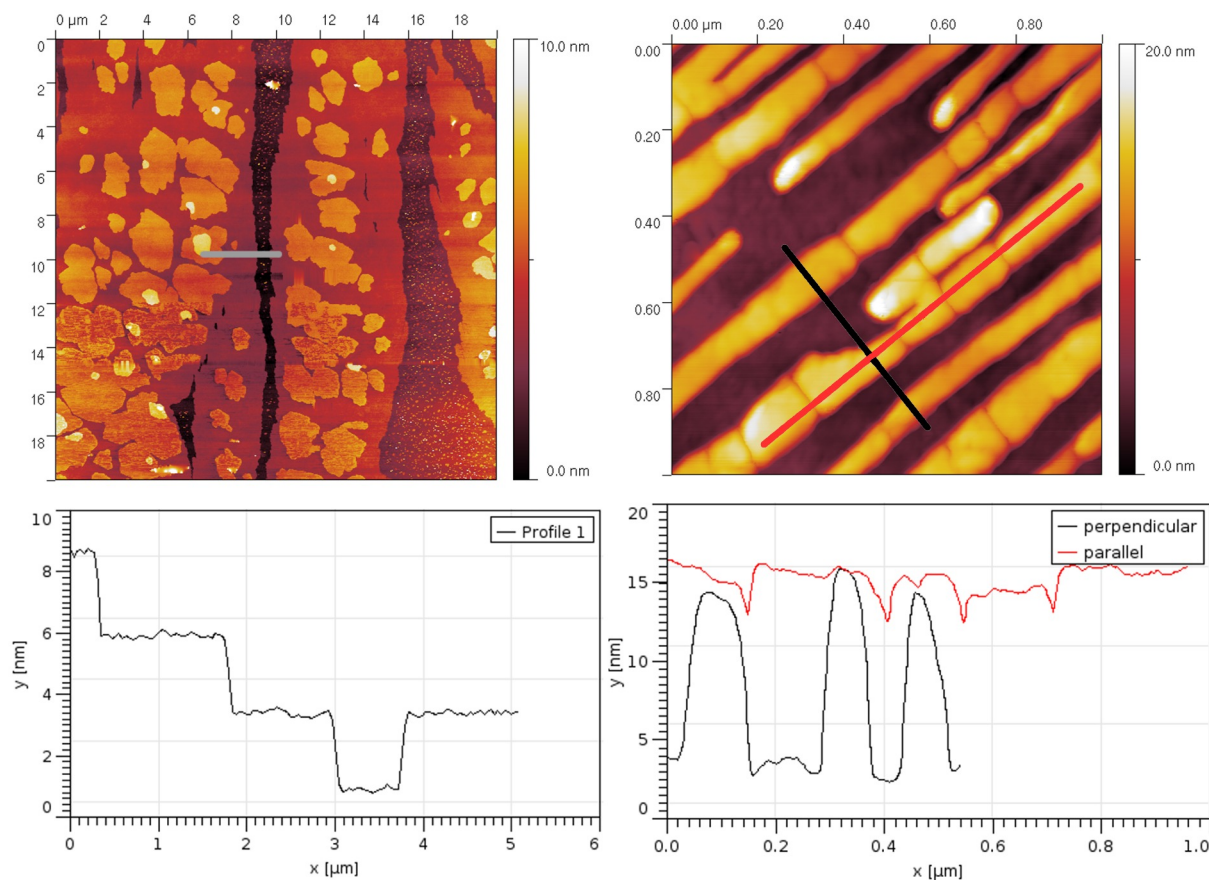 0 µm 2 4 6 8 10 12 14 16 18
0
2
4
6
8
10
12
14
16
18
10.0 nm
0.0 nm
0.00 µm 0.20 0.40 0.60 0.80
0.00
0.20
0.40
0.60
0.80
20.0 nm
0.0 nm
10
8
6
4
2
0
y [nm]
Profile 1
0 1 2 3 4 5 6
x [µm]
20
15
10
5
0
y [nm]
perpendicular
parallel
0.0 0.2 0.4 0.6 0.8 1.0
x [µm]